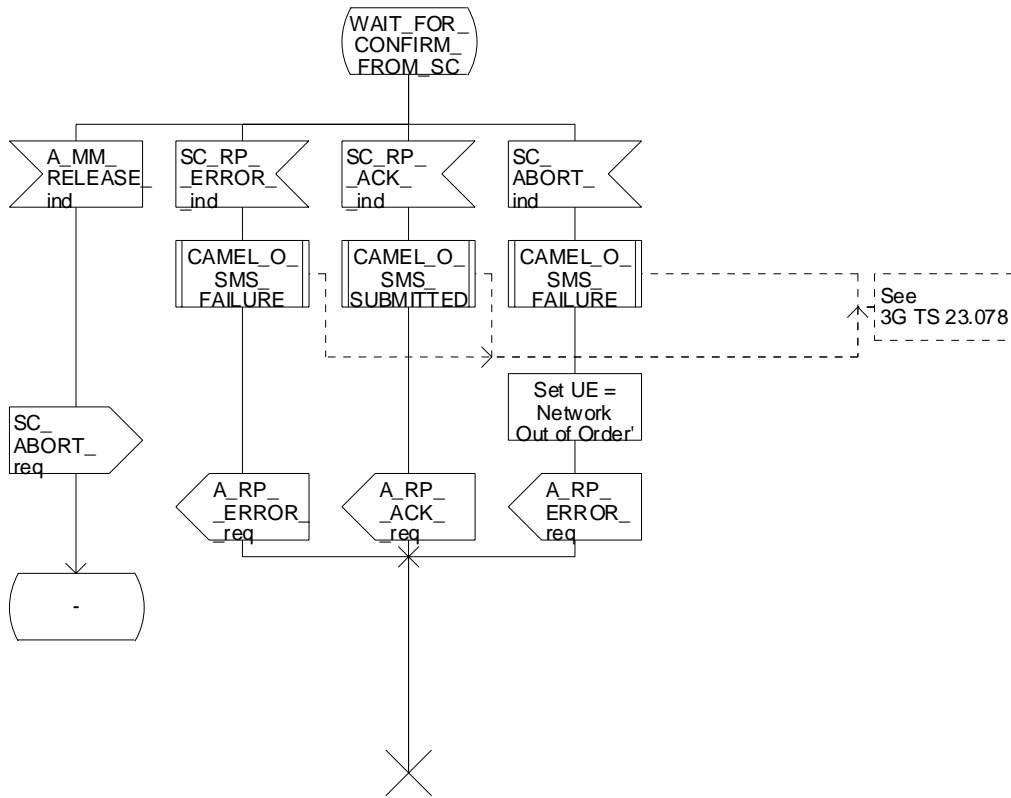 WAIT_FOR_
CONFIRM_
FROM_SC
A_MM_
RELEASE_
ind
SC_RP_
_ERROR_
_ind
SC_RP_
_ACK_
_ind
SC_
ABORT_
ind
CAMEL_O_
SMS_
FAILURE
CAMEL_O_
SMS_
SUBMITTED
CAMEL_O_
SMS_
FAILURE
See
3G TS 23.078
Set UE =
Network
Out of Order'
SC_
ABORT_
req
A_RP_
_ERROR_
_req
A_RP_
_ACK_
_req
A_RP_
ERROR_
req
-